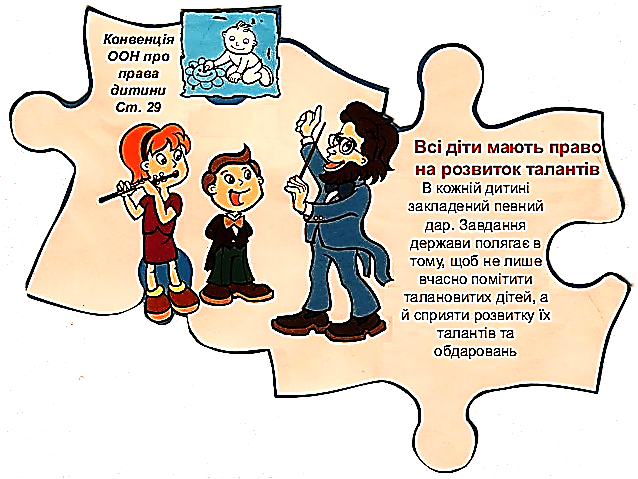 Конвенція
ООН про
права
дитини
Ст. 29
Всі діти мають право
на розвиток талантів
В кожній дитині
закладений певний
дар. Завдання
держави полягає в
тому, щоб не лише
вчасно помітити
талановитих дітей, а
й сприяти розвитку їх
талантів та
обдаровань